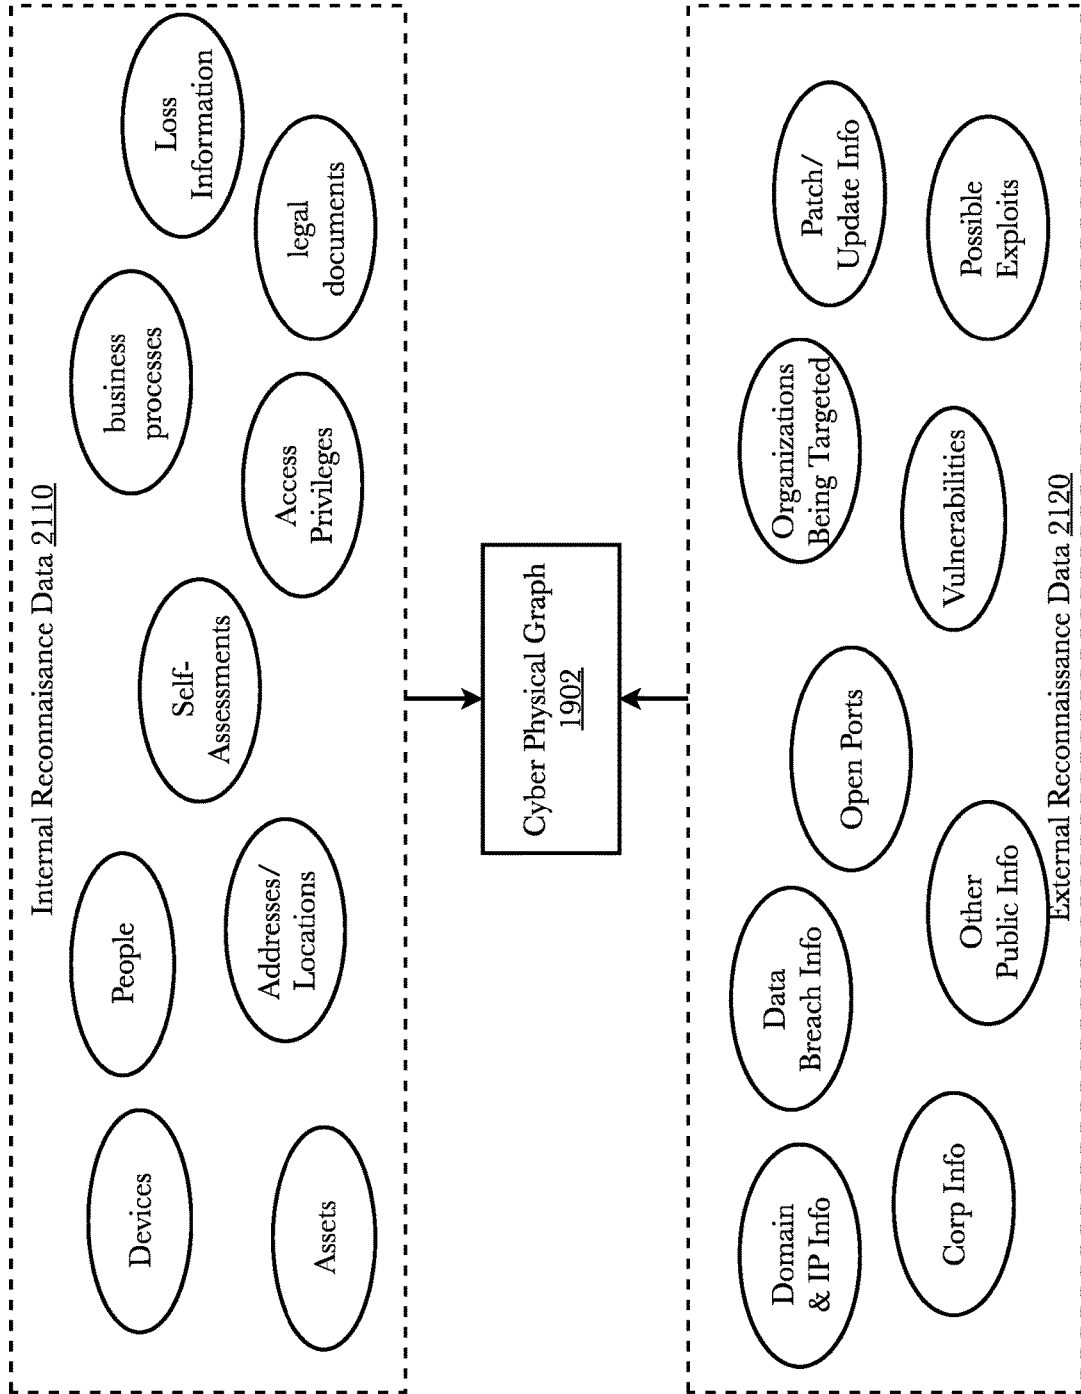 Internal Reconnaisance Data 2110
Devices
People
Assets
Addresses/
Locations
Self-
Assessments
business
processes
Access
Privileges
Loss
Information
legal
documents
Cyber Physical Graph
1902
Domain
& IP Info
Data
Breach Info
Corp Info
Other
Public Info
Open Ports
Organizations
Being Targeted
Vulnerabilities
Patch/
Update Info
Possible
Exploits
External Reconnaissance Data 2120